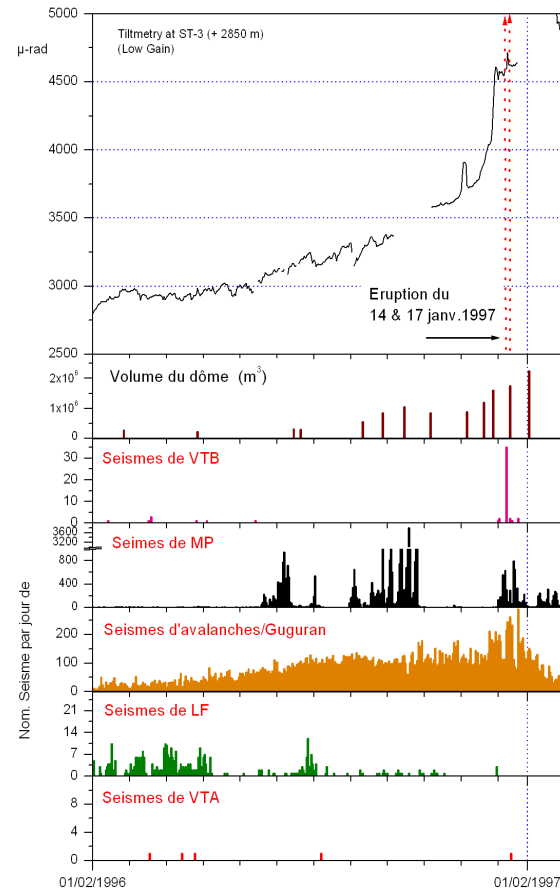 5000
µ-rad
Tiltmetry at ST-3 (+ 2850 m)
(Low Gain)
4500
4000
3500
3000
Eruption du
14 & 17 janv.1997
2500
Volume du dôme (m³)
2x10⁶
1x10⁶
0
Seismes de VTB
30
20
10
0
Seimes de MP
3600
3200
800
400
0
Seismes d'avalanches/Guguran
200
100
0
Seismes de LF
21
14
7
0
Seismes de VTA
8
4
0
Nom. Seisme par jour de
01/02/1996
01/02/1997